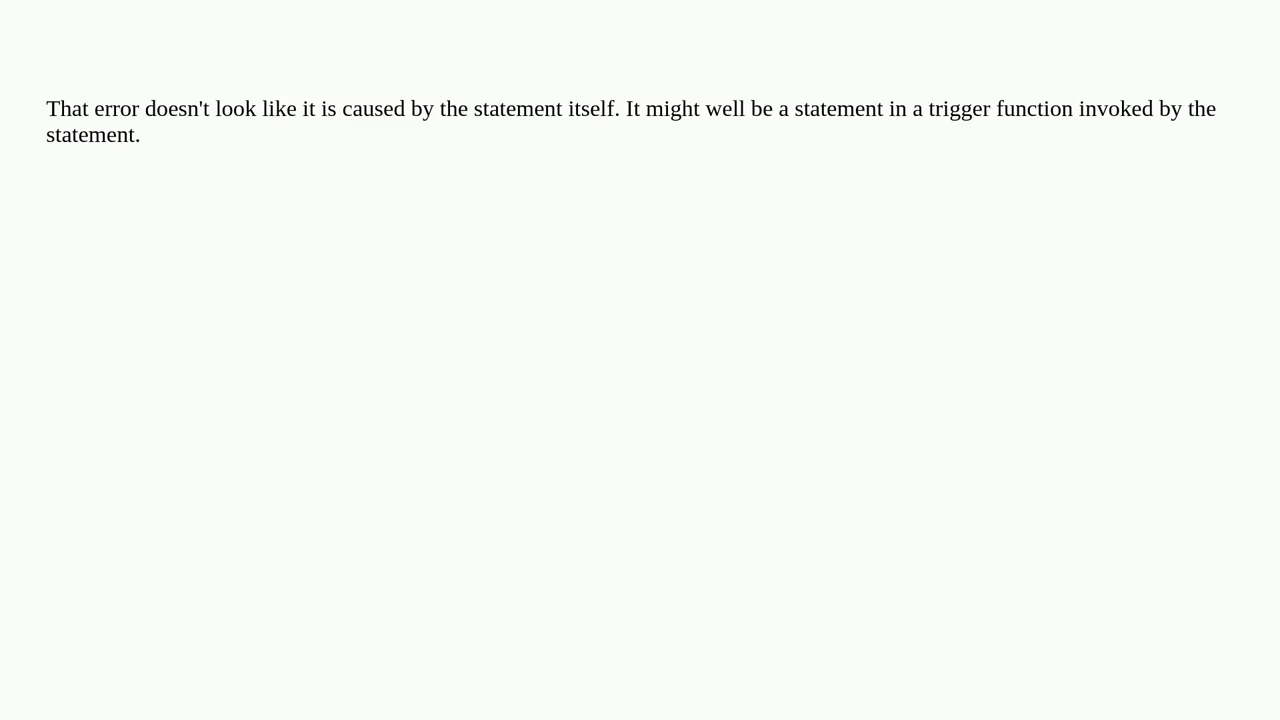 That error doesn't look like it is caused by the statement itself. It might well be a statement in a trigger function invoked by the
statement.